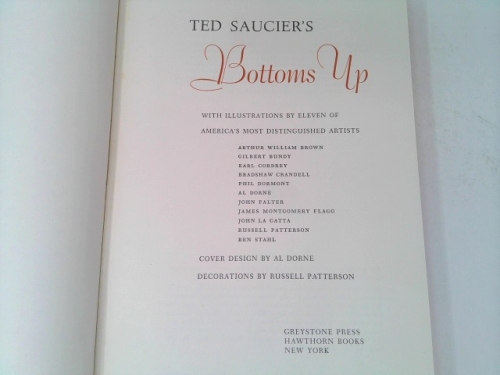 TED SAUCIER'S
Bottoms Up
WITH ILLUSTRATIONS BY ELEVEN OF
AMERICA'S MOST DISTINGUISHED ARTISTS
ARTHUR WILLIAM BROWN
GILBERT BUNDY
EARL CORDREY
BRADSHAW CRANDELL
PHIL DORMONT
AL DORNE
JOHN FALTER
JAMES MONTGOMERY FLAGG
JOHN LA GATTA
RUSSELL PATTERSON
BEN STAHL
COVER DESIGN BY AL DORNE
DECORATIONS BY RUSSELL PATTERSON
GREYSTONE PRESS
HAWTHORN BOOKS
NEW YORK